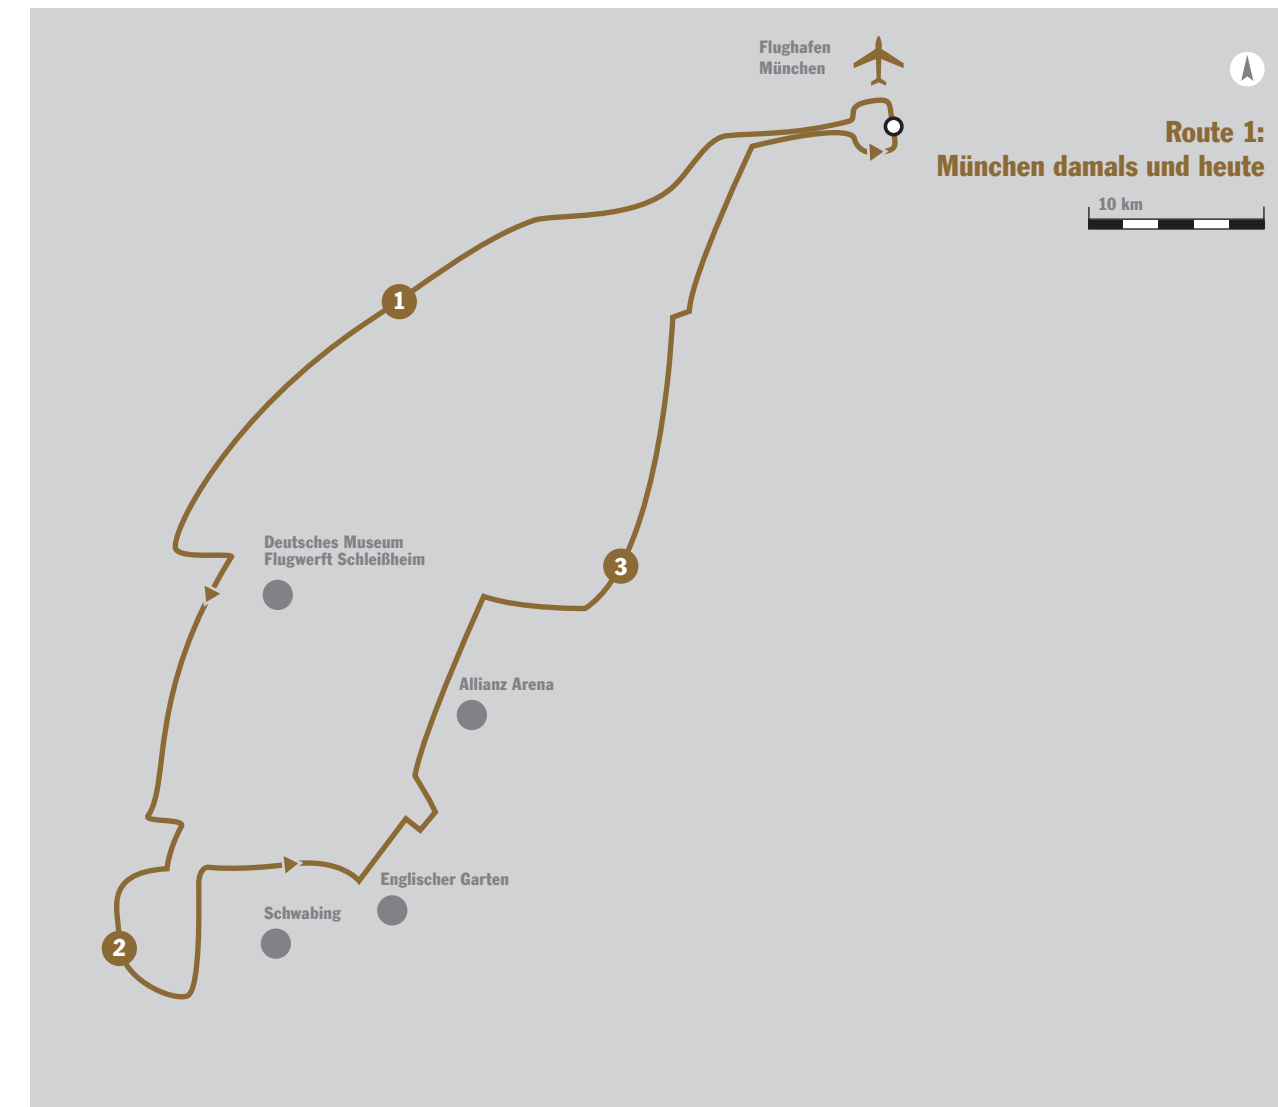 Flughafen
München
Route 1:
München damals und heute
10 km
1
Deutsches Museum
Flugwerft Schleißheim
3
Allianz Arena
Englischer Garten
Schwabing
2